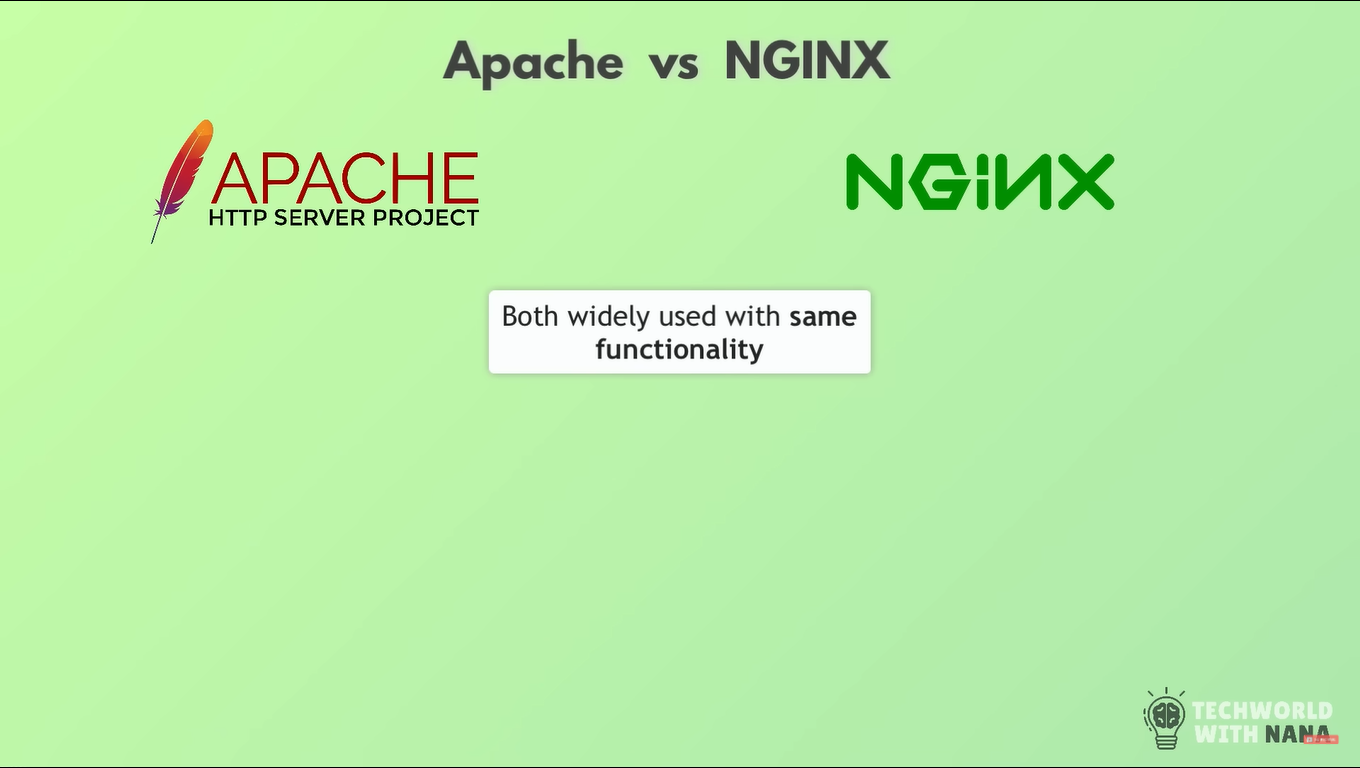 Apache vs NGINX
APACHE
HTTP SERVER PROJECT
NGiNX
Both widely used with same
functionality
TECHWORLD
WITH NANA